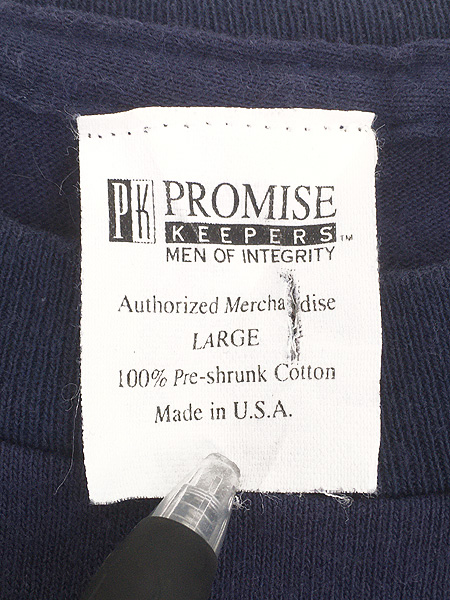 PK PROMISE
KEEPERS™
MEN OF INTEGRITY
Authorized Merchandise
LARGE
100% Pre-shrunk Cotton
Made in U.S.A.